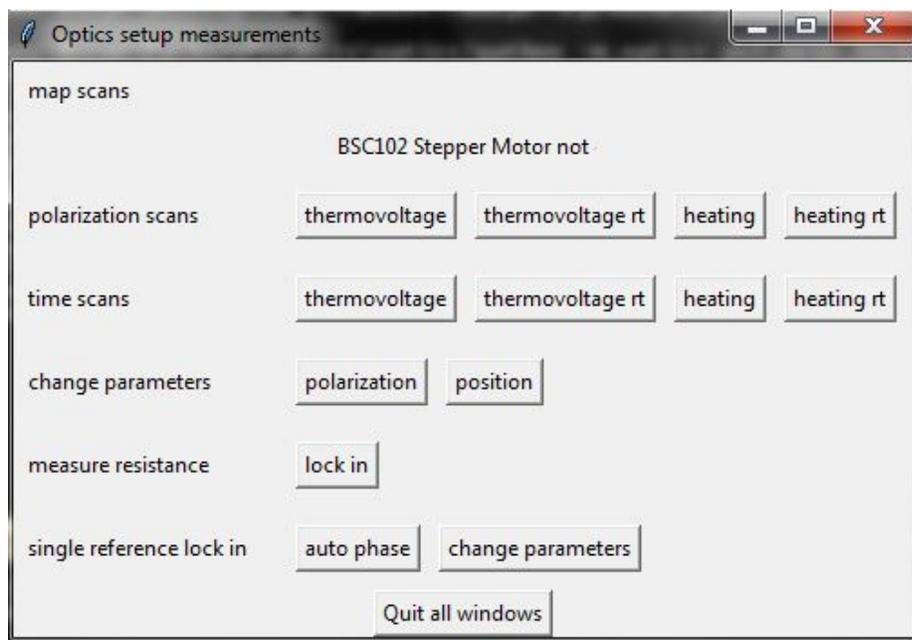 Optics setup measurements
map scans
BSC102 Stepper Motor not
polarization scans thermovoltage thermovoltage rt heating heating rt
time scans thermovoltage thermovoltage rt heating heating rt
change parameters polarization position
measure resistance lock in
single reference lock in auto phase change parameters
Quit all windows